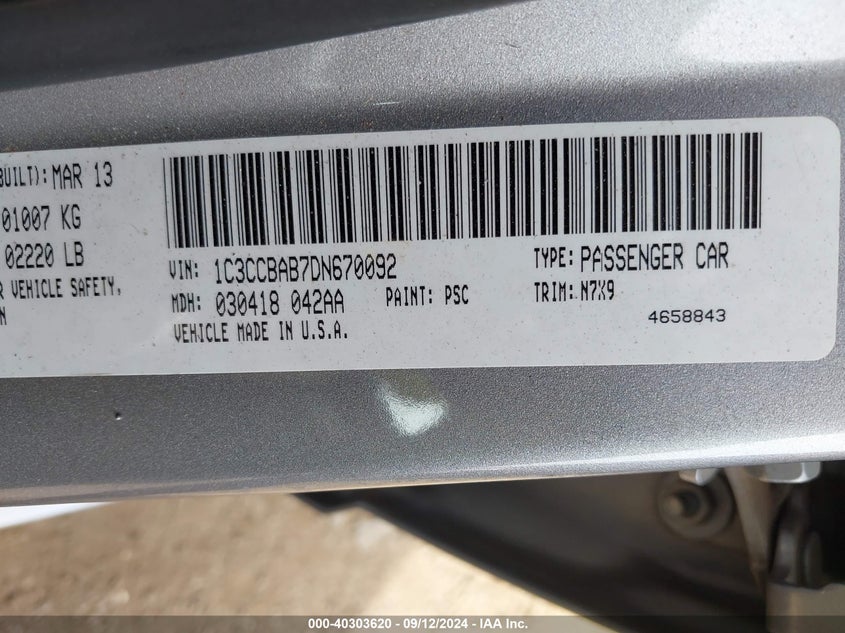 BUILT): MAR 13
01007 KG
02220 LB
VEHICLE SAFETY,
VIN: 1C3CCBAB7DN670092
TYPE: PASSENGER CAR
MDH: 030418 042AA
PAINT: PSC
TRIM: N7X9
VEHICLE MADE IN U.S.A.
4658843
000-40303620 - 09/12/2024 - IAA Inc.